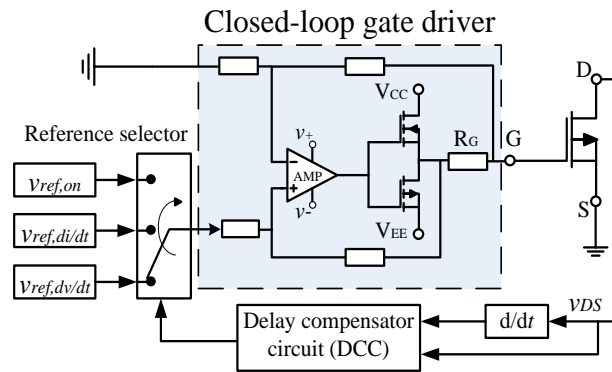 Closed-loop gate driver
VCC
D
Reference selector
v+
RG
G
AMP
−
+
vref,on
v-
S
vref,di/dt
VEE
vref,dv/dt
vDS
Delay compensator
circuit (DCC)
d/dt